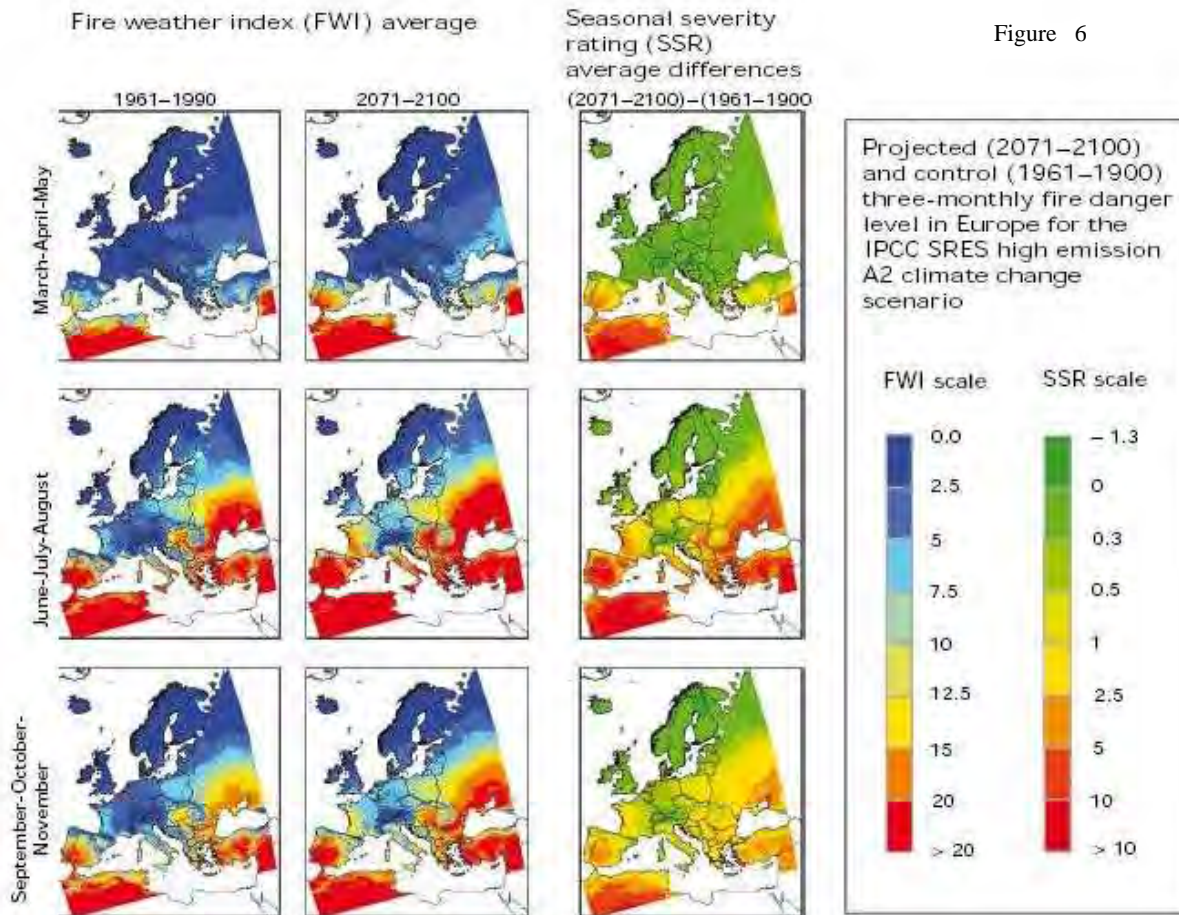 Fire weather index (FWI) average
Seasonal severity
rating (SSR)
average differences
Figure 6
1961–1990
2071–2100
(2071–2100)–(1961–1900
March-April-May
June-July-August
September-October-
November
Projected (2071–2100)
and control (1961–1900)
three-monthly fire danger
level in Europe for the
IPCC SRES high emission
A2 climate change
scenario
FWI scale
0.0
2.5
5
7.5
10
12.5
15
20
> 20
SSR scale
– 1.3
0
0.3
0.5
1
2.5
5
10
> 10